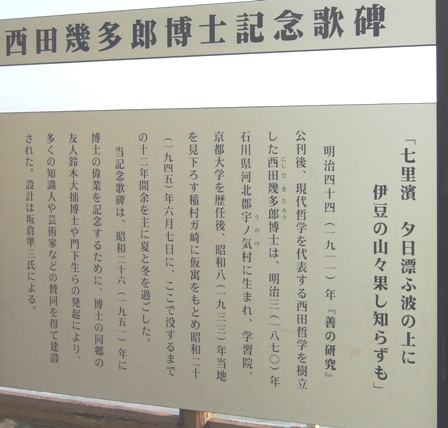 西田幾多郎博士記念歌碑
「七里濱　夕日漂ふ波の上に
伊豆の山々果し知らずも」
明治四十四（一九一一）年『善の研究』
公刊後、現代哲学を代表する西田哲学を樹立
した西田幾多郎博士は、明治三（一八七〇）年
にしだきたろう
石川県河北郡宇ノ気村に生まれ、学習院、
うのけ
京都大学を歴任後、昭和八（一九三三）年当地
を見下ろす稲村ガ崎に仮寓をもとめ昭和二十
（一九四五）年六月七日に、ここで没するまで
の十二年間余を主に夏と冬を過ごした。
当記念歌碑は、昭和二十六（一九五一）年に
博士の偉業を記念するために、博士の同郷の
友人鈴木大拙博士や門下生らの発起により、
多くの知識人や芸術家などの賛同を得て建設
された。設計は坂倉準三氏による。